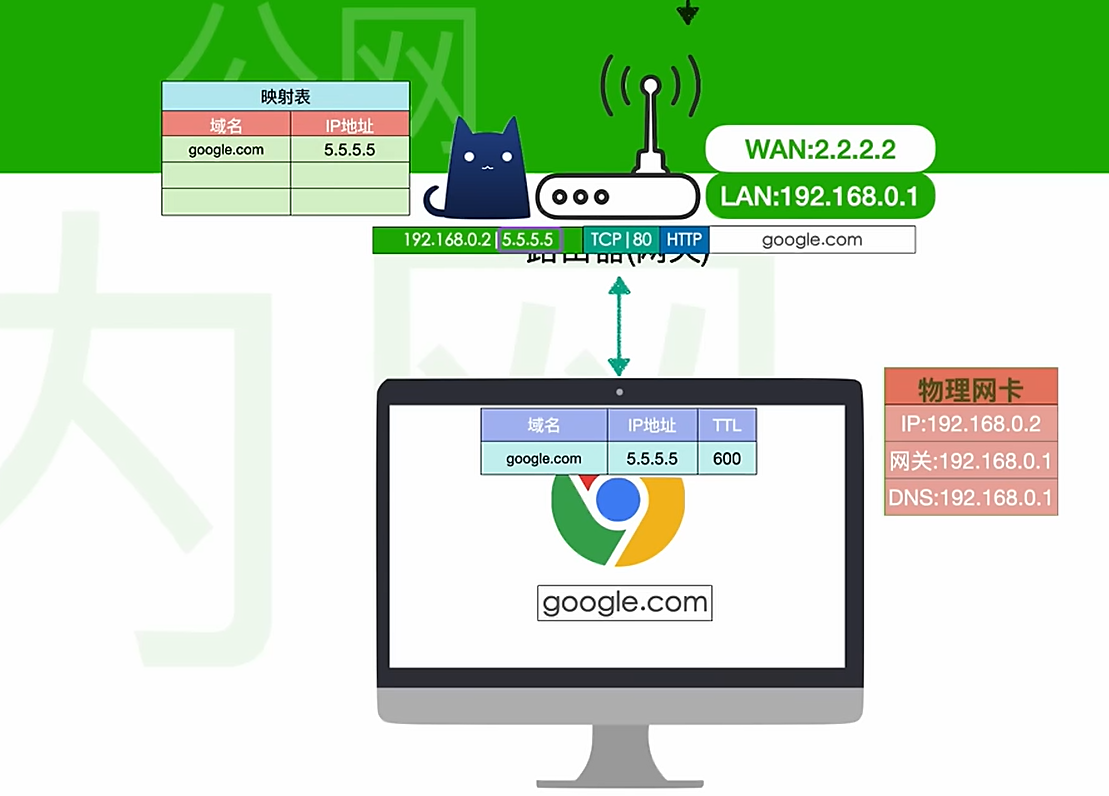 公网
映射表
域名 IP地址
google.com 5.5.5.5
WAN:2.2.2.2
LAN:192.168.0.1
192.168.0.2|5.5.5.5 TCP|80 HTTP google.com
路由器(网关)
内网
物理网卡
IP:192.168.0.2
网关:192.168.0.1
DNS:192.168.0.1
域名 IP地址 TTL
google.com 5.5.5.5 600
google.com